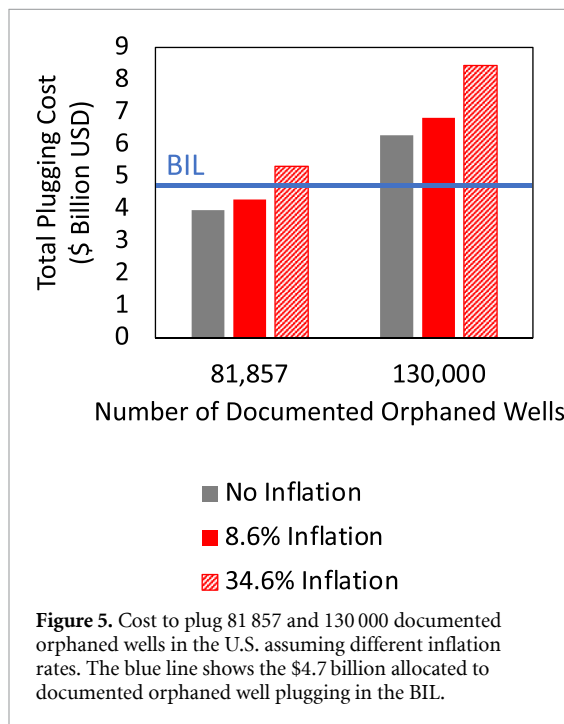 9
8
7
6
5
4
3
2
1
0
Total Plugging Cost
($ Billion USD)
BIL
81,857 130,000
Number of Documented Orphaned Wells
No Inflation
8.6% Inflation
34.6% Inflation
Figure 5. Cost to plug 81 857 and 130 000 documented
orphaned wells in the U.S. assuming different inflation
rates. The blue line shows the $4.7 billion allocated to
documented orphaned well plugging in the BIL.